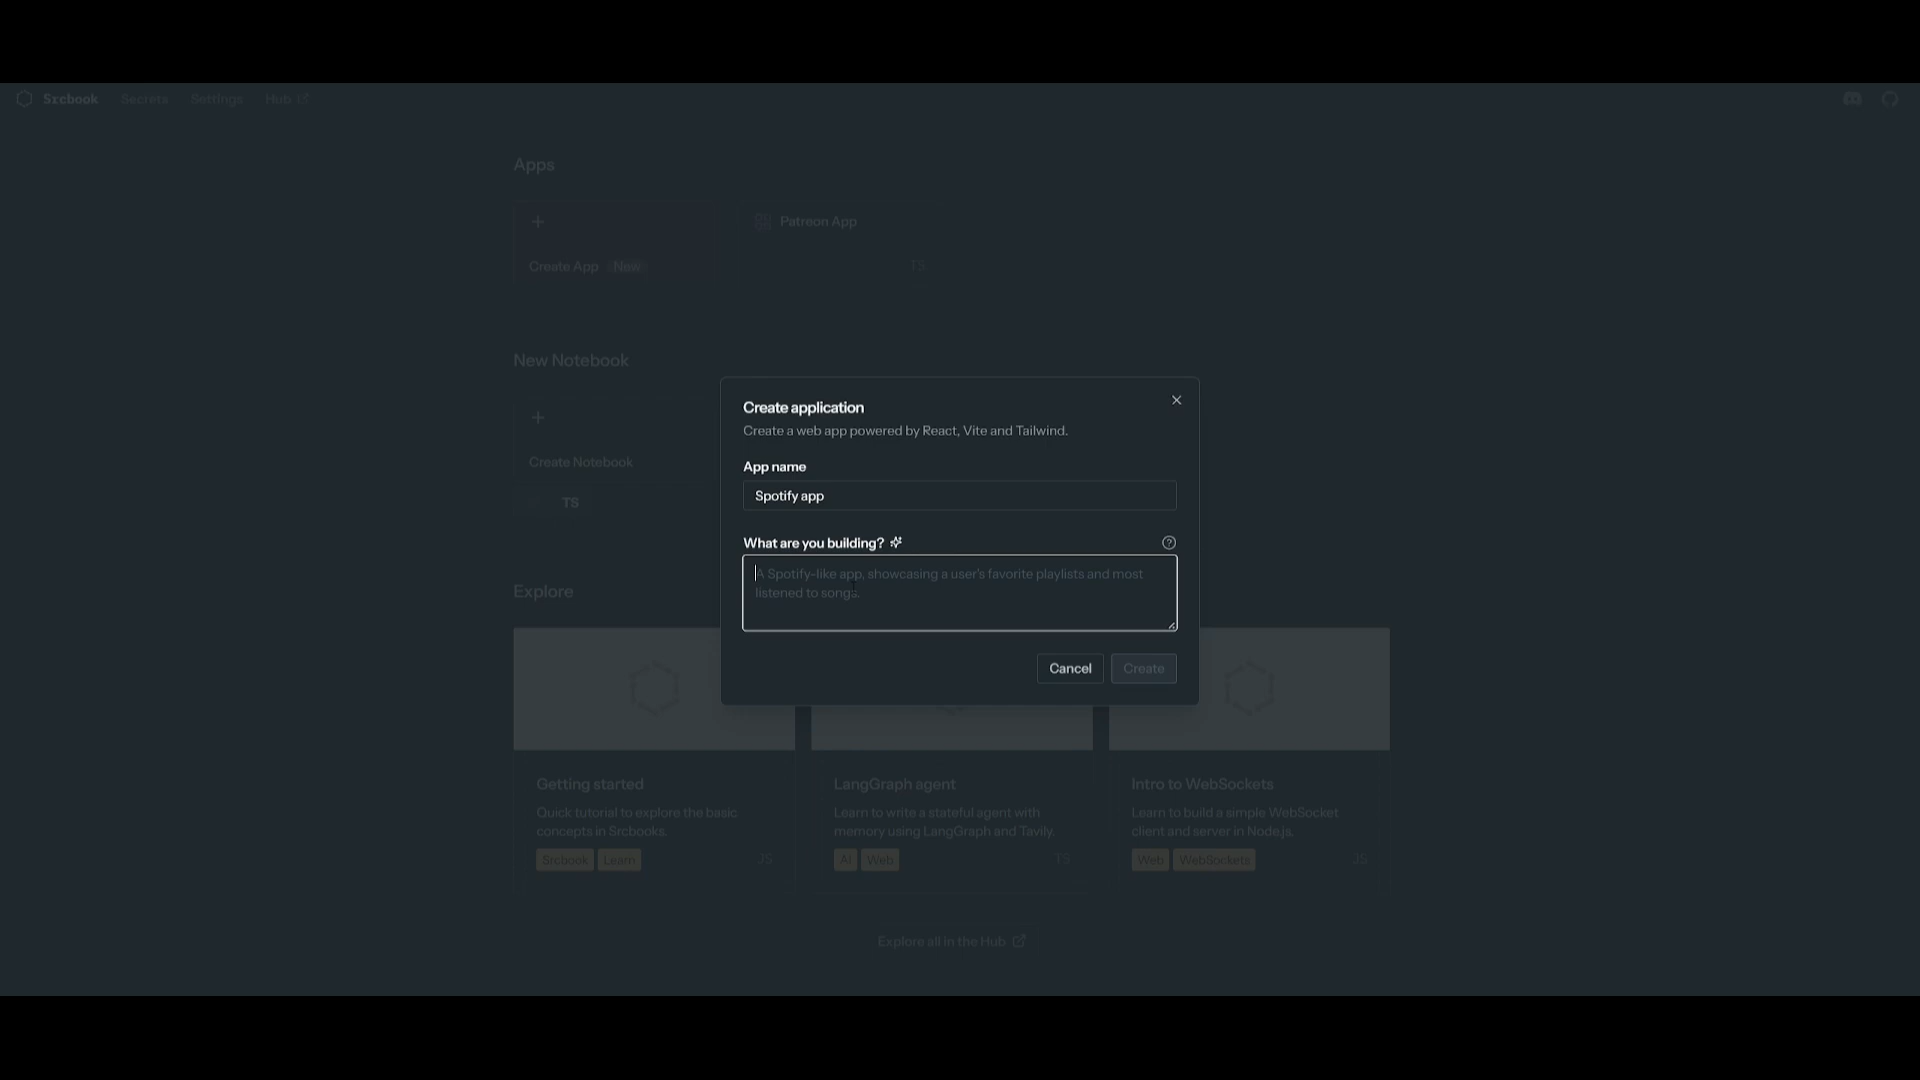 Srcbook Secrets Settings Hub
Apps
Patreon App
Create App New
TS
New Notebook
Create Notebook
TS
Create application
Create a web app powered by React, Vite and Tailwind.
App name
Spotify app
What are you building?
A Spotify-like app, showcasing a user's favorite playlists and most
listened to songs.
Cancel Create
Explore
Getting started
Quick tutorial to explore the basic
concepts in Srcbooks.
Srcbook Learn JS
LangGraph agent
Learn to write a stateful agent with
memory using LangGraph and Tavily.
AI Web TS
Intro to WebSockets
Learn to build a simple WebSocket
client and server in Node.js.
Web WebSockets JS
Explore all in the Hub